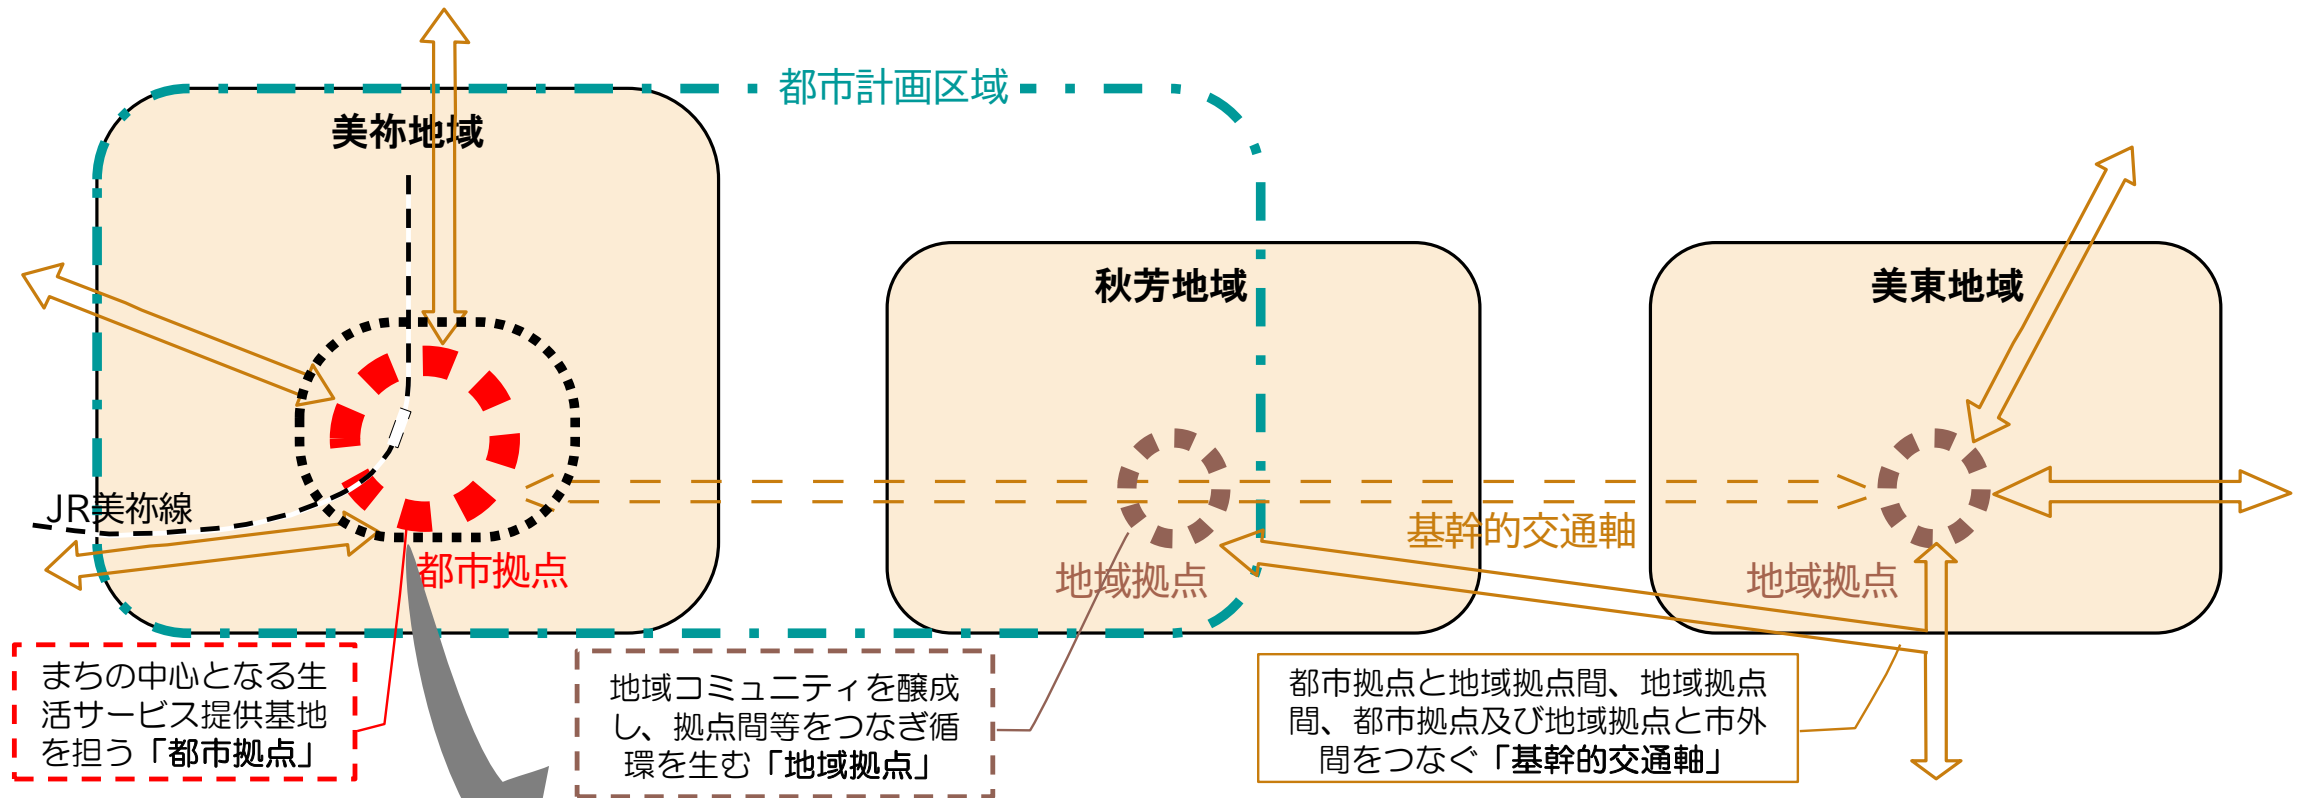 都市計画区域
美祢地域
秋芳地域
美東地域
JR美祢線
基幹的交通軸
都市拠点
地域拠点
地域拠点
まちの中心となる生
活サービス提供基地
を担う「都市拠点」
地域コミュニティを醸成
し、拠点間等をつなぎ循
環を生む「地域拠点」
都市拠点と地域拠点間、地域拠点
間、都市拠点及び地域拠点と市外
間をつなぐ「基幹的交通軸」